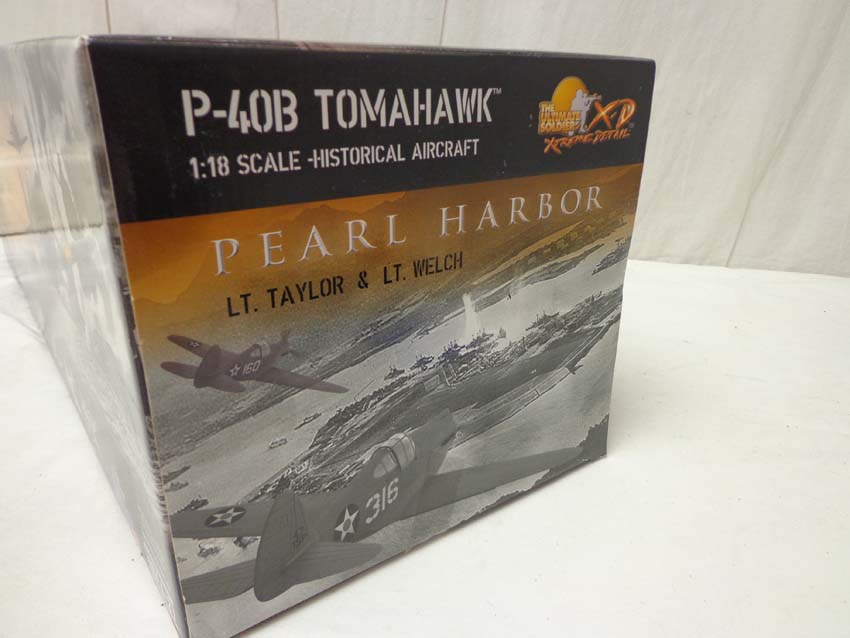 P-40B TOMAHAWK™
1:18 SCALE -HISTORICAL AIRCRAFT
THE
ULTIMATE
SOLDIER
X-D
XTREME DETAIL
PEARL HARBOR
LT. TAYLOR & LT. WELCH
160
316